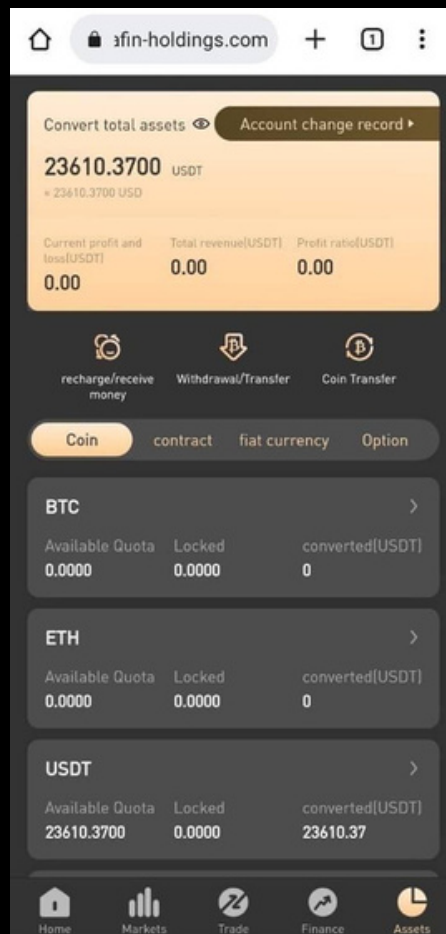 afin-holdings.com
1
Convert total assets
Account change record
23610.3700 USDT
≈ 23610.3700 USD
Current profit and loss(USDT)
Total revenue(USDT)
Profit ratio(USDT)
0.00
0.00
0.00
recharge/receive money
Withdrawal/Transfer
Coin Transfer
Coin contract fiat currency Option
BTC
Available Quota Locked converted(USDT)
0.0000 0.0000 0
ETH
Available Quota Locked converted(USDT)
0.0000 0.0000 0
USDT
Available Quota Locked converted(USDT)
23610.3700 0.0000 23610.37
Home Markets Trade Finance Assets